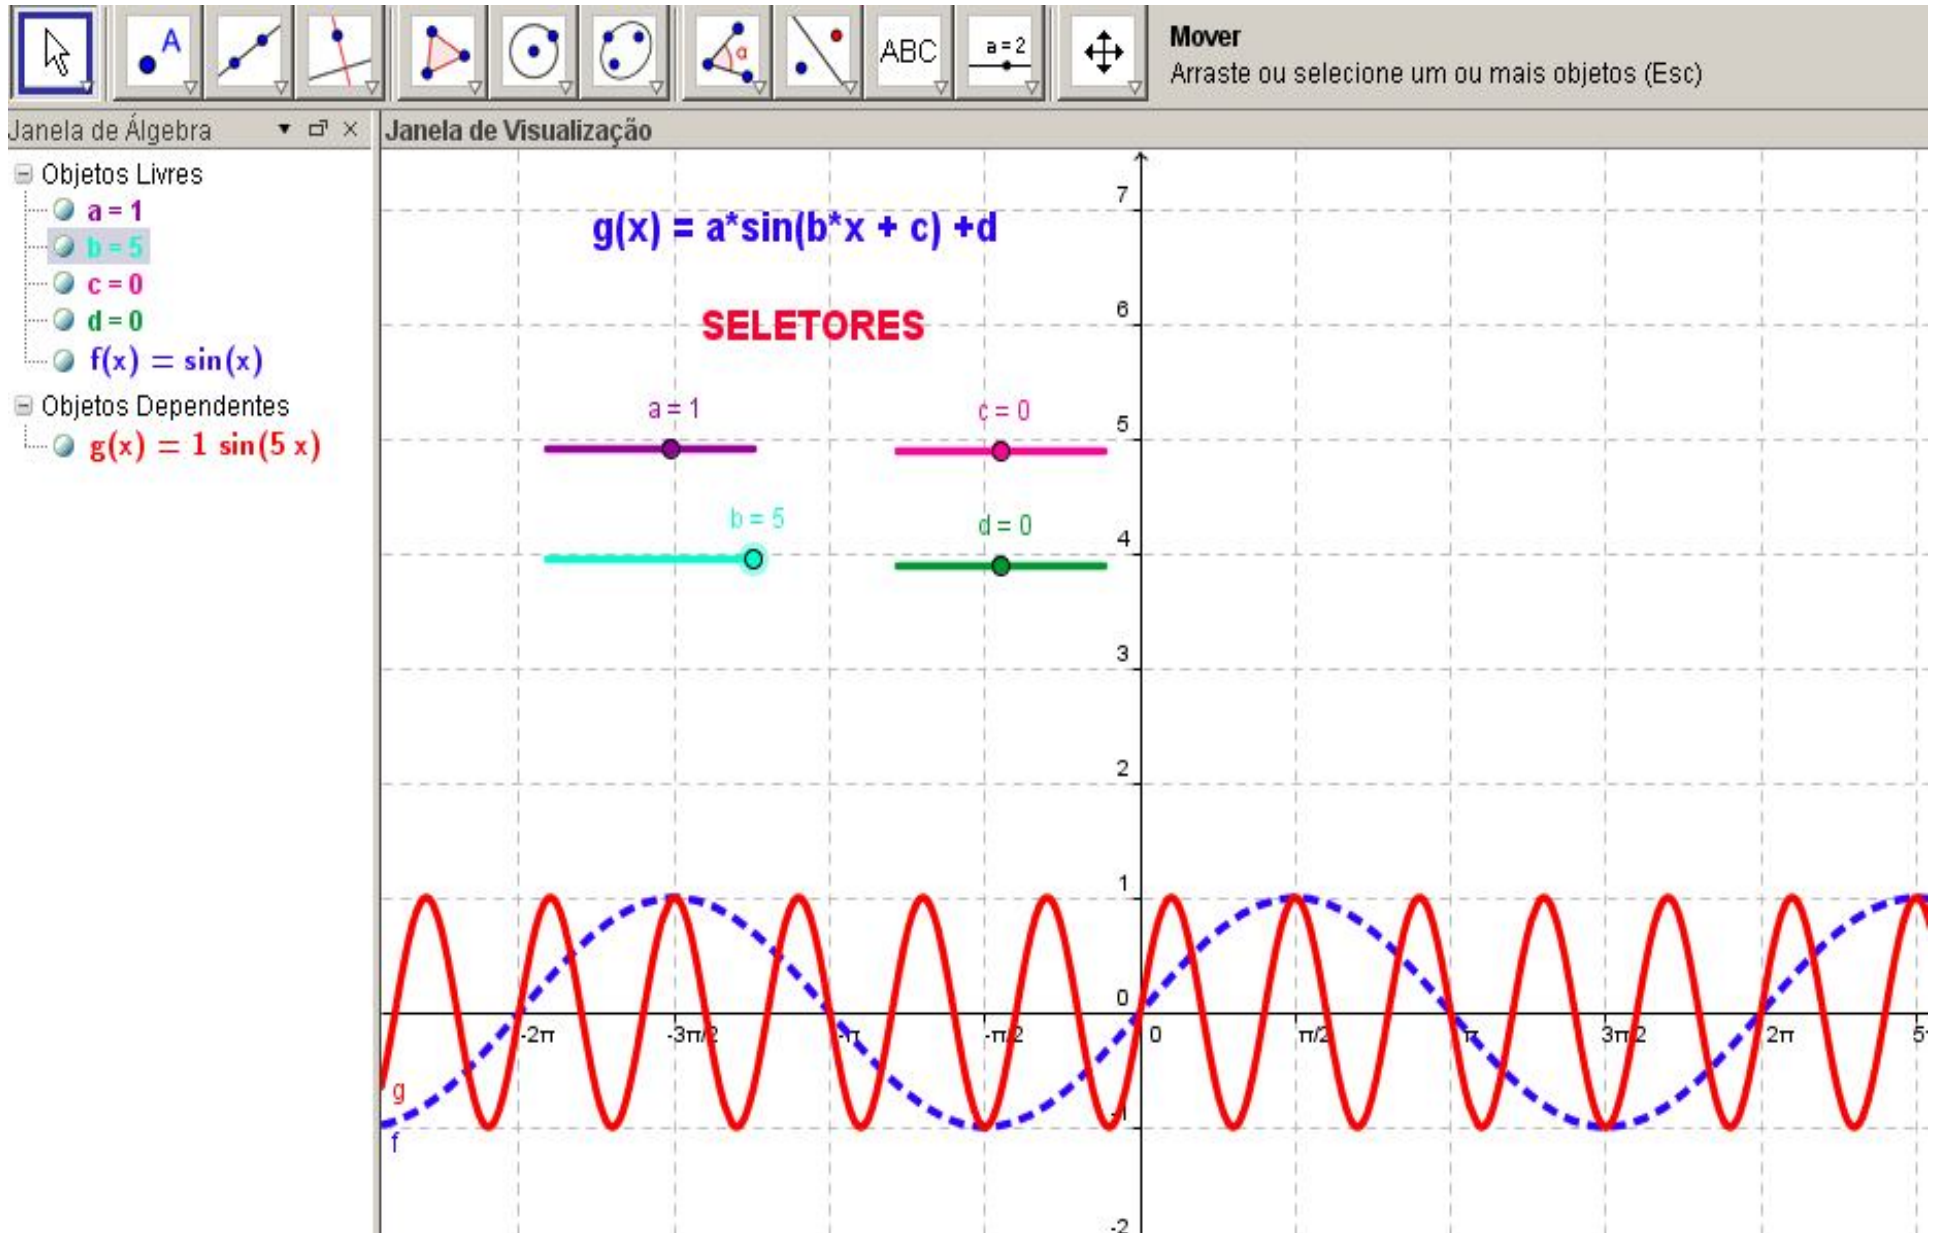 A
α
ABC
a = 2
Mover
Arraste ou selecione um ou mais objetos (Esc)
Janela de Álgebra
Janela de Visualização
Objetos Livres
a = 1
b = 5
c = 0
d = 0
f(x) = sin(x)
Objetos Dependentes
g(x) = 1 sin(5 x)
g(x) = a*sin(b*x + c) +d
SELETORES
a = 1
c = 0
b = 5
d = 0
7
6
5
4
3
2
1
0
-1
-2
-2π
-3π/2
-π
-π/2
0
π/2
π
3π/2
2π
g
f